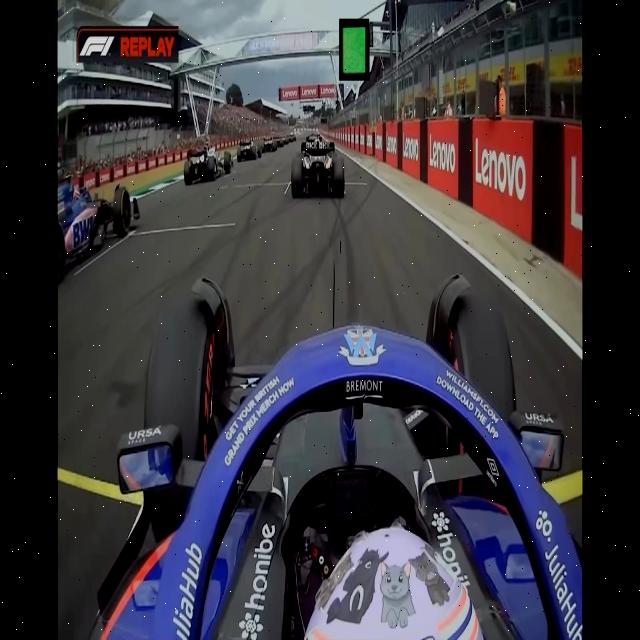 F1 REPLAY
Lenovo Lenovo Lenovo
Lenovo
Lenovo
Lenovo
BW
BREMONT
GET YOUR BRITISH
GRAND PRIX MERCH NOW
WILLIAMSF1.COM
DOWNLOAD THE APP
URSA
URSA
honibe
honibe
JuliaHub
JuliaHub